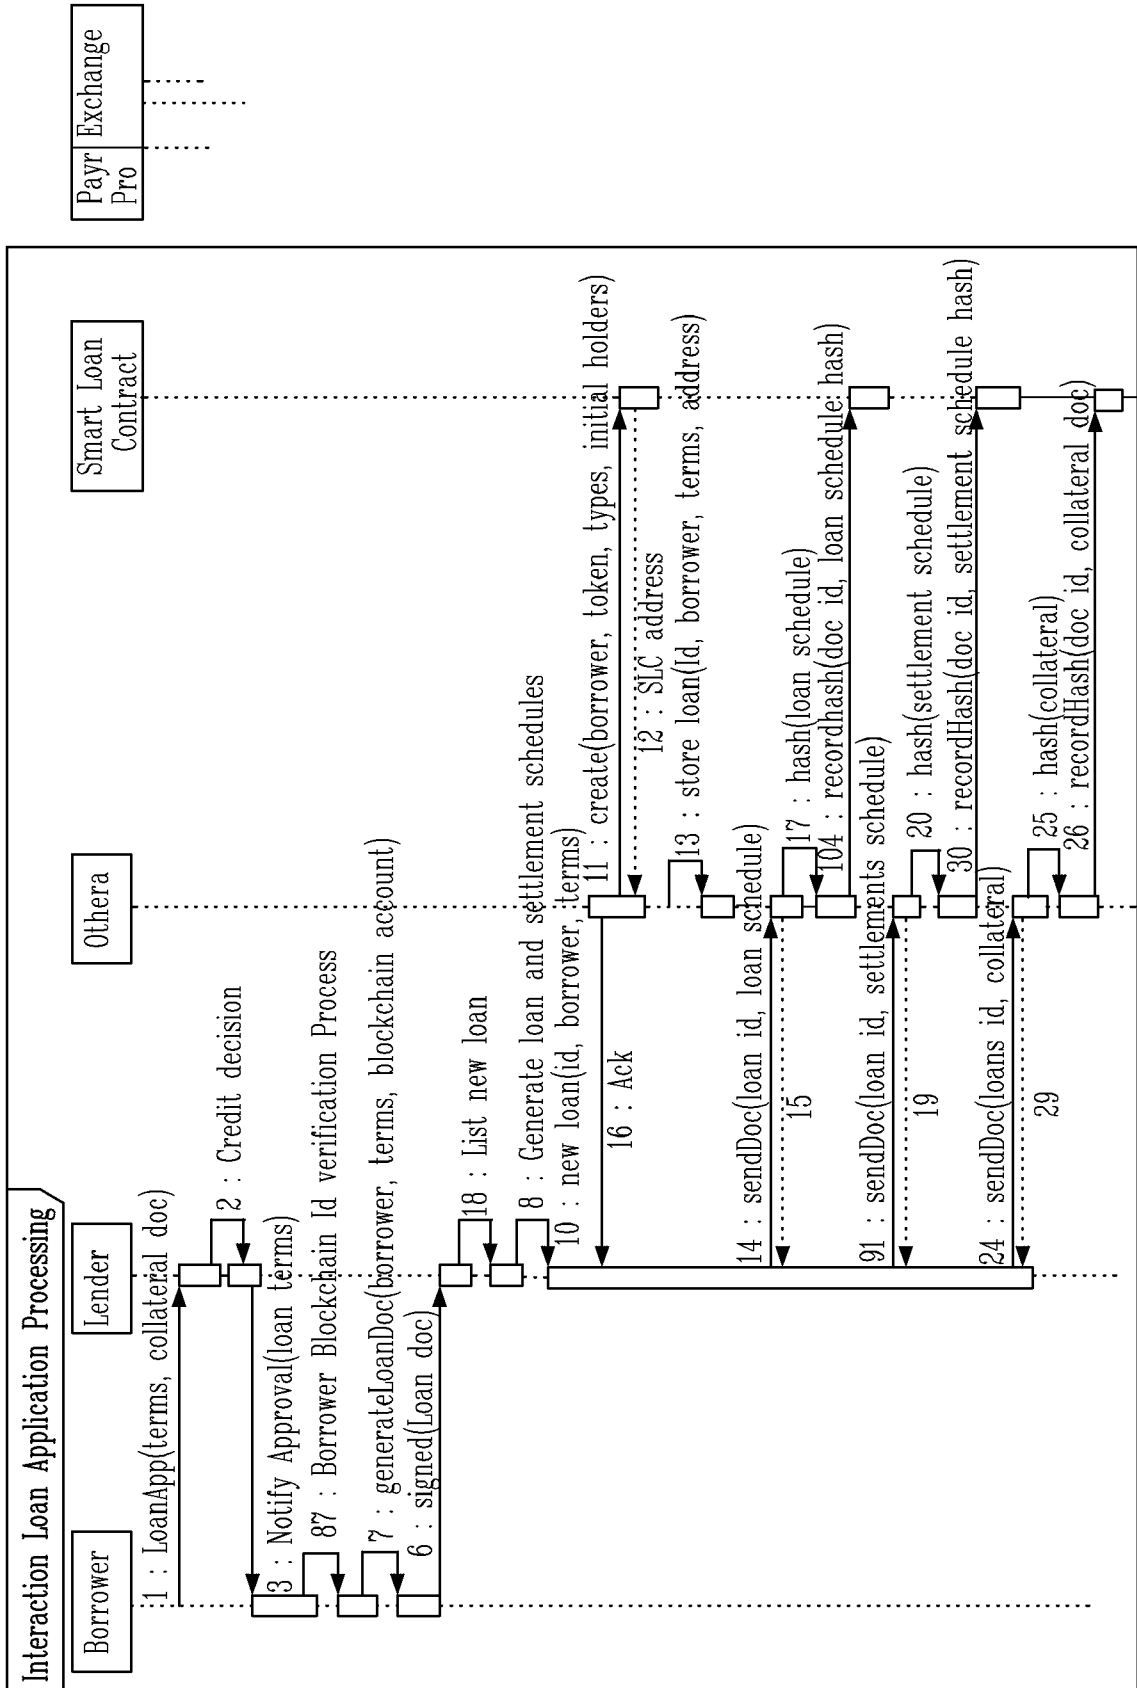 Interaction Loan Application Processing
Borrower
Lender
Othera
Smart Loan
Contract
Payr
Pro
Exchange
1 : LoanApp(terms, collateral doc)
2 : Credit decision
3 : Notify Approval(loan terms)
87 : Borrower Blockchain Id verification Process
7 : generateLoanDoc(borrower, terms, blockchain account)
6 : signed(Loan doc)
18 : List new loan
8 : Generate loan and settlement schedules
10 : new loan(id, borrower, terms)
11 : create(borrower, token, types, initial holders)
16 : Ack
12 : SLC address
13 : store loan(Id, borrower, terms, address)
14 : sendDoc(loan id, loan schedule)
15
17 : hash(loan schedule)
104 : recordhash(doc id, loan schedule hash)
91 : sendDoc(loan id, settlements schedule)
19
20 : hash(settlement schedule)
30 : recordHash(doc id, settlement schedule hash)
24 : sendDoc(loans id, collateral)
29
25 : hash(collateral)
26 : recordHash(doc id, collateral doc)